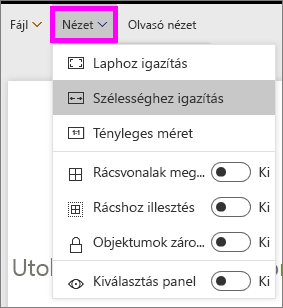 Fájl Nézet Olvasó nézet
Laphoz igazítás
Szélességhez igazítás
Tényleges méret
Rácsvonalak meg... Ki
Rácshoz illesztés Ki
Objektumok záro... Ki
Kiválasztás panel Ki